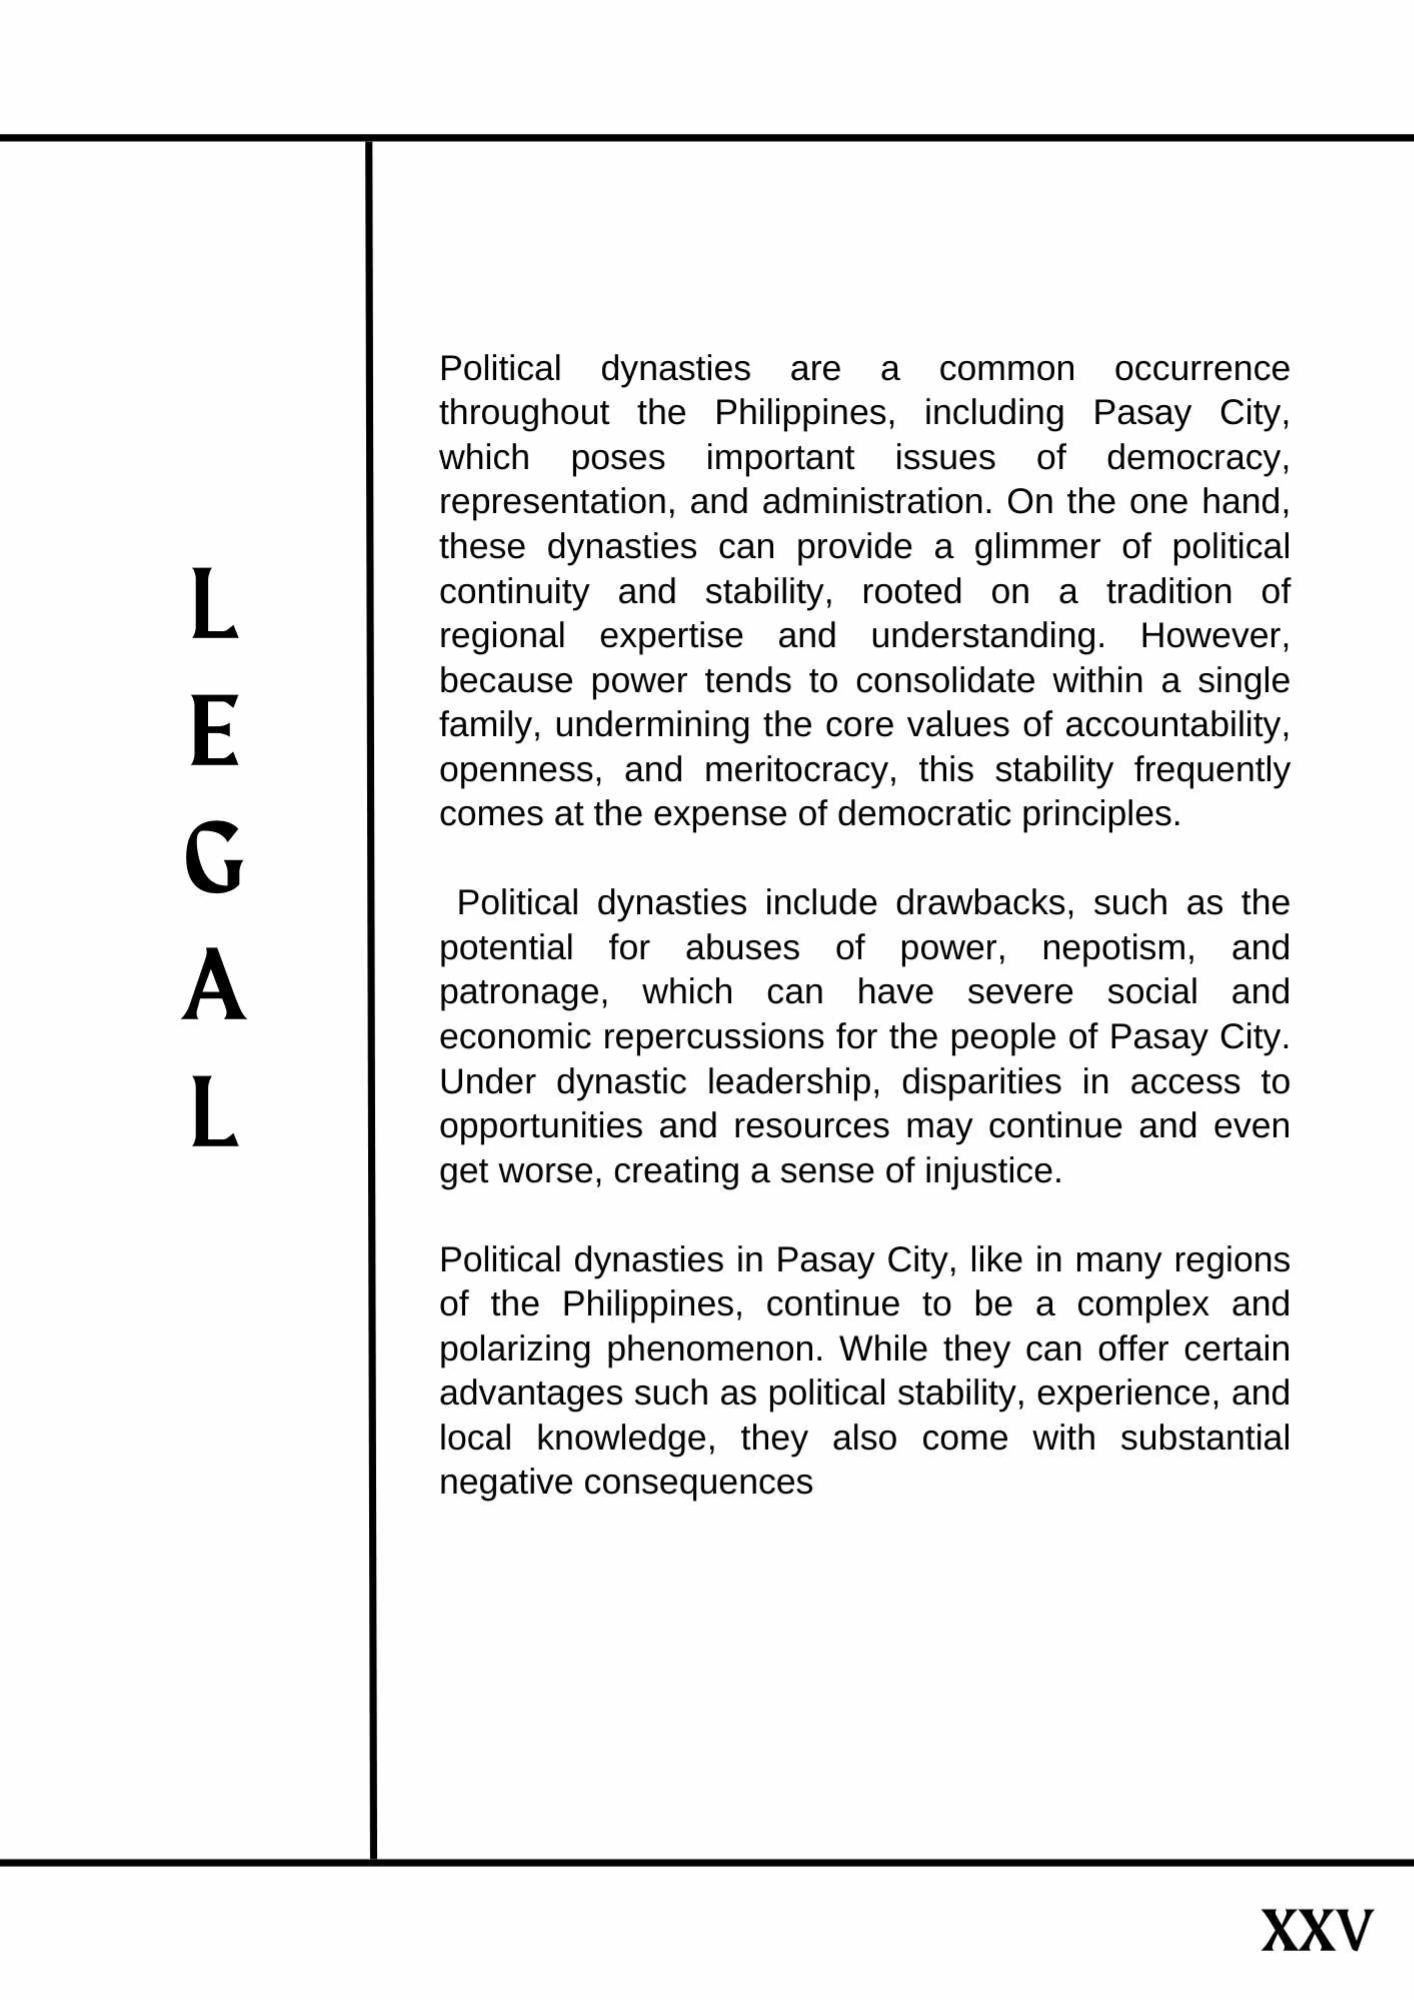 L
E
G
A
L
Political dynasties are a common occurrence
throughout the Philippines, including Pasay City,
which poses important issues of democracy,
representation, and administration. On the one hand,
these dynasties can provide a glimmer of political
continuity and stability, rooted on a tradition of
regional expertise and understanding. However,
because power tends to consolidate within a single
family, undermining the core values of accountability,
openness, and meritocracy, this stability frequently
comes at the expense of democratic principles.
Political dynasties include drawbacks, such as the
potential for abuses of power, nepotism, and
patronage, which can have severe social and
economic repercussions for the people of Pasay City.
Under dynastic leadership, disparities in access to
opportunities and resources may continue and even
get worse, creating a sense of injustice.
Political dynasties in Pasay City, like in many regions
of the Philippines, continue to be a complex and
polarizing phenomenon. While they can offer certain
advantages such as political stability, experience, and
local knowledge, they also come with substantial
negative consequences
XXV